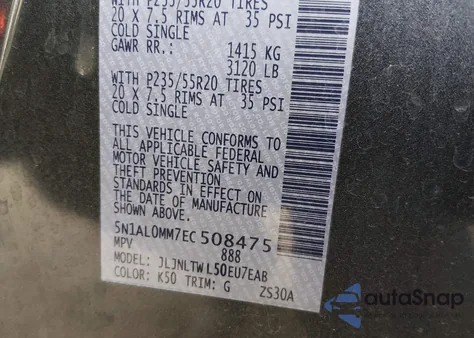 WITH P235/55R20 TIRES
20 X 7.5 RIMS AT 35 PSI
COLD SINGLE
GAWR RR.: 1415 KG
3120 LB
WITH P235/55R20 TIRES
20 X 7.5 RIMS AT 35 PSI
COLD SINGLE
THIS VEHICLE CONFORMS TO
ALL APPLICABLE FEDERAL
MOTOR VEHICLE SAFETY AND
THEFT PREVENTION
STANDARDS IN EFFECT ON
THE DATE OF MANUFACTURE
SHOWN ABOVE.
5N1AL0MM7EC508475
MPV 888
MODEL: JLJNLTWL50EU7EAB
COLOR: K50 TRIM: G ZS30A
autaSnap